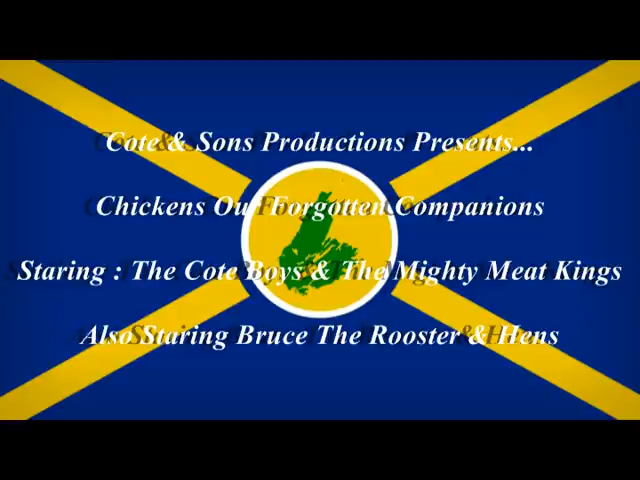 Cote & Sons Productions Presents...
Chickens Our Forgotten Companions
Staring : The Cote Boys & The Mighty Meat Kings
Also Staring Bruce The Rooster & Hens